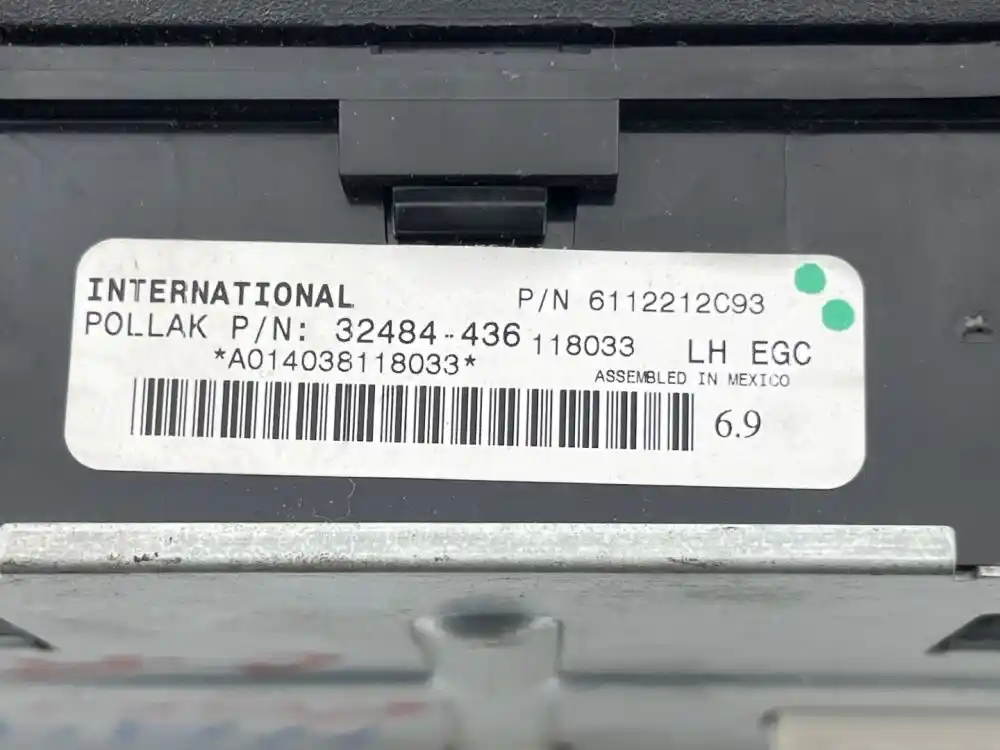 INTERNATIONAL P/N 6112212C93
POLLAK P/N: 32484-436 118033 LH EGC
*A014038118033* ASSEMBLED IN MEXICO
6.9